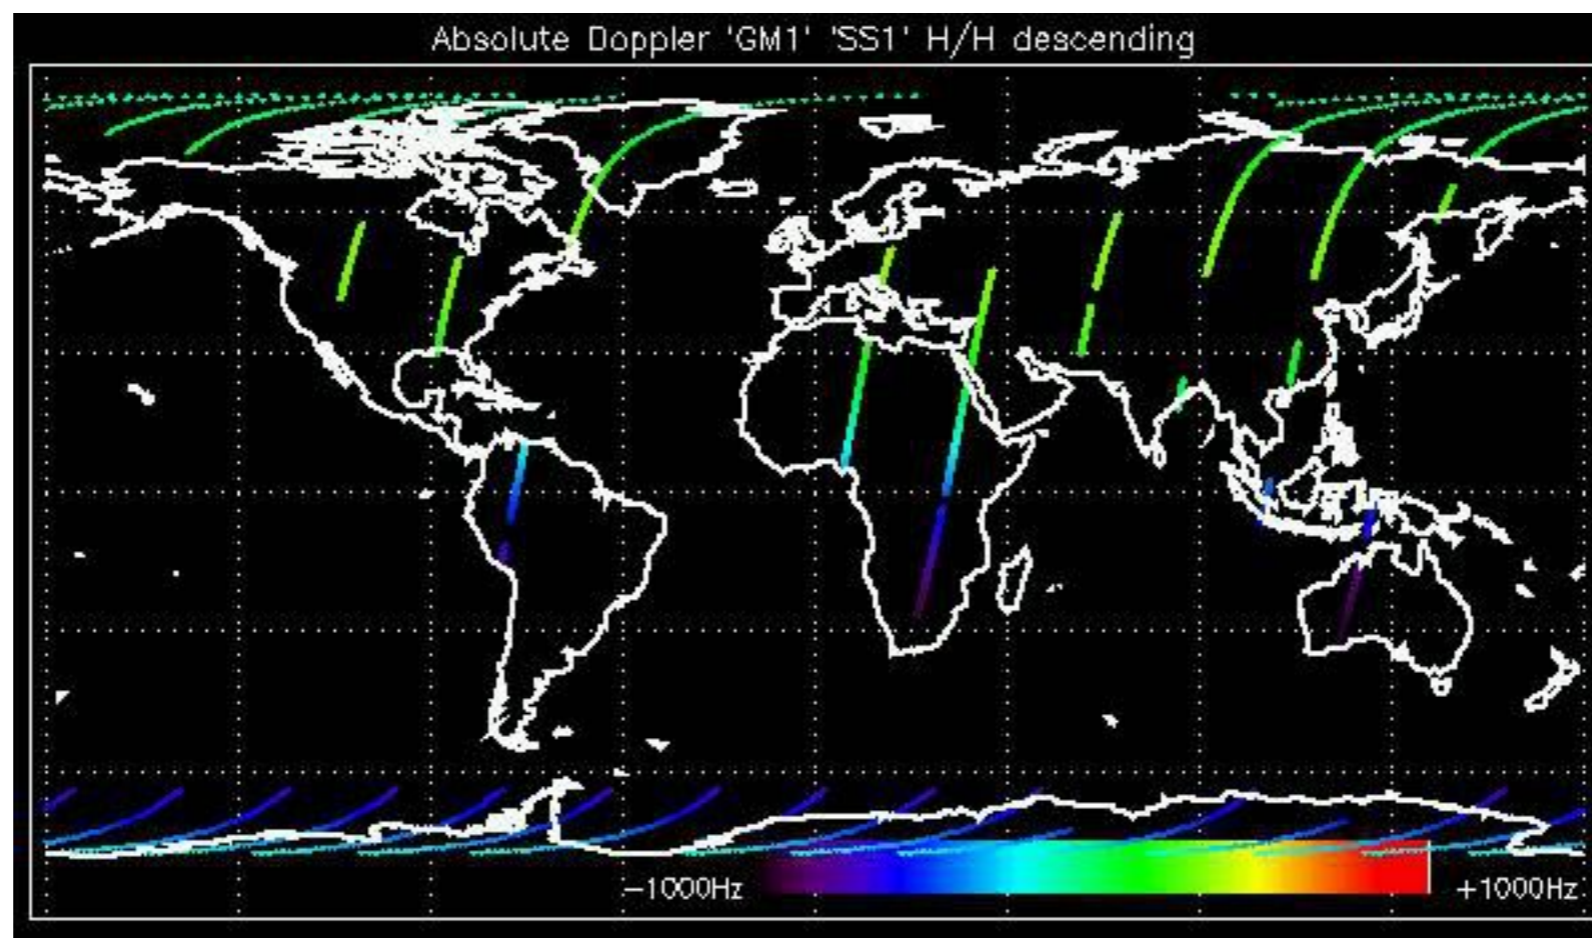 Absolute Doppler 'GM1' 'SS1' H/H descending
−1000Hz
+1000Hz